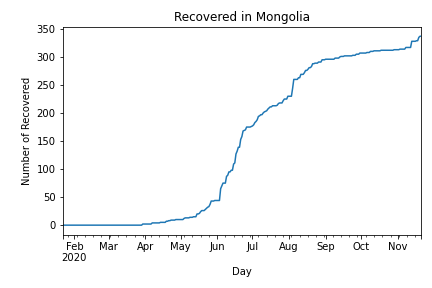 Recovered in Mongolia
Number of Recovered
350
300
250
200
150
100
50
0
Feb Mar Apr May Jun Jul Aug Sep Oct Nov
2020
Day